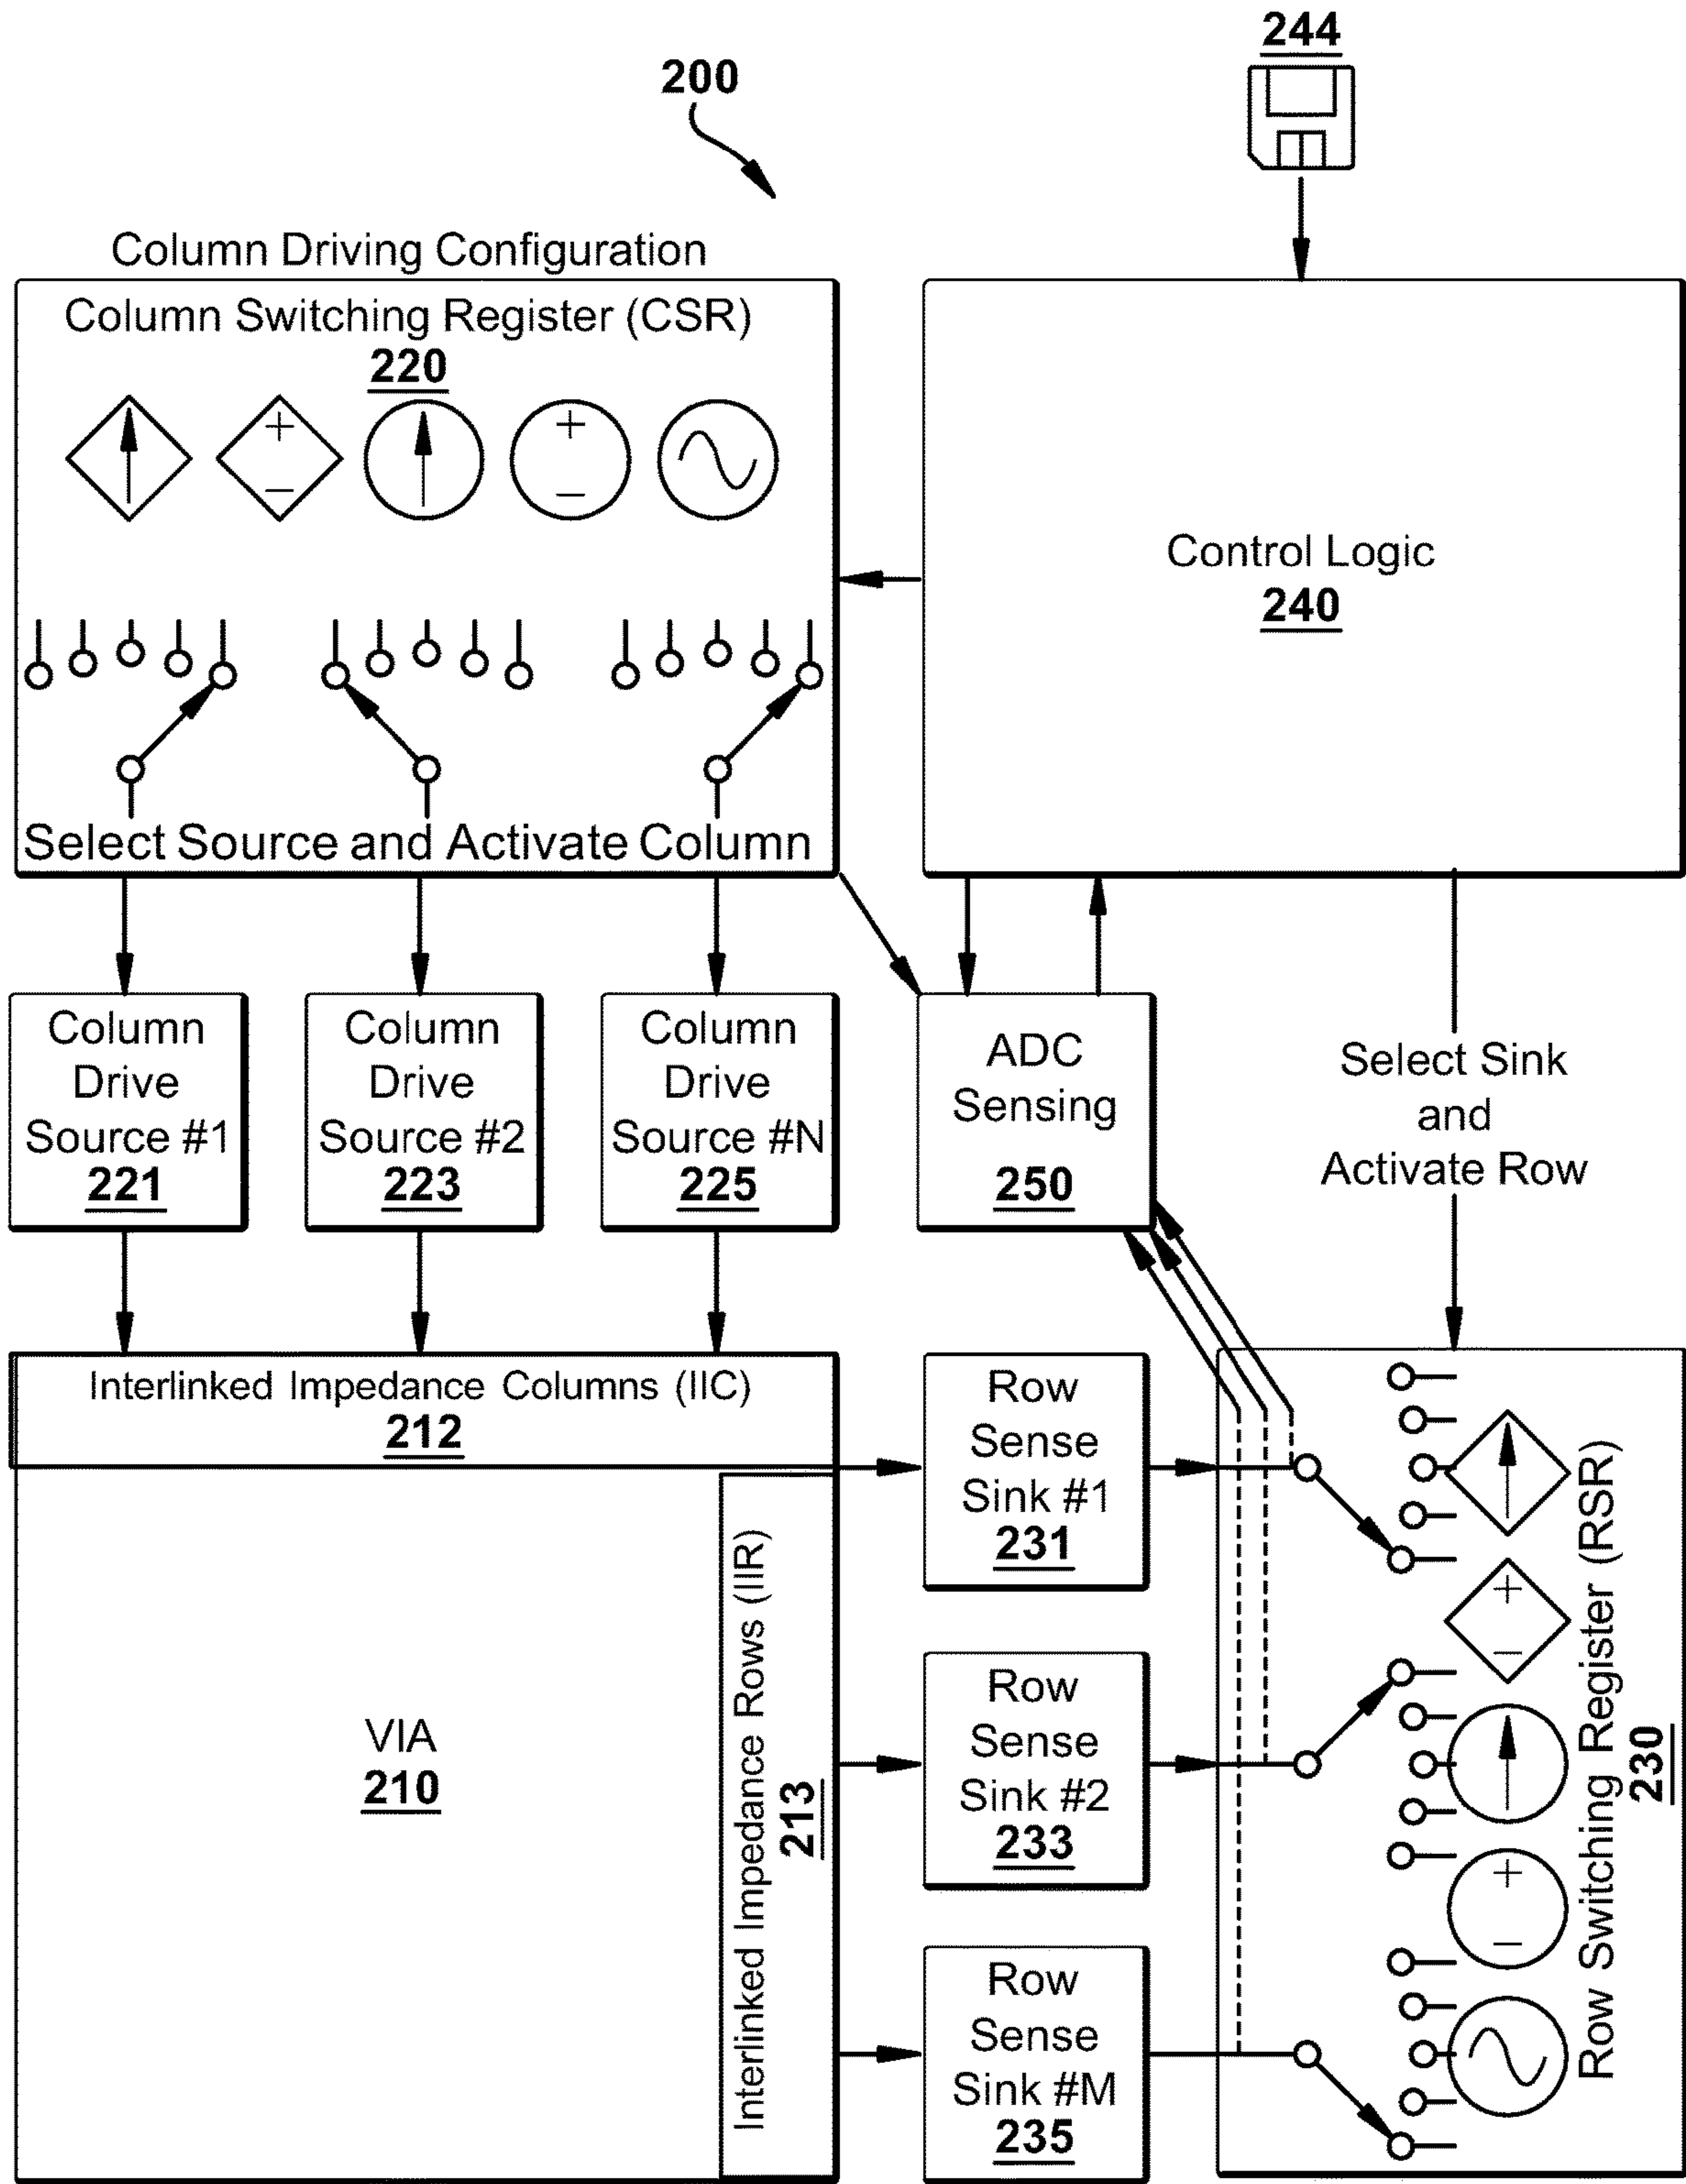 244
200
Column Driving Configuration
Column Switching Register (CSR)
220
+
−
+
−
Select Source and Activate Column
Control Logic
240
Column
Drive
Source #1
221
Column
Drive
Source #2
223
Column
Drive
Source #N
225
ADC
Sensing
250
Select Sink
and
Activate Row
Interlinked Impedance Columns (IIC)
212
VIA
210
Interlinked Impedance Rows (IIR)
213
Row
Sense
Sink #1
231
Row
Sense
Sink #2
233
Row
Sense
Sink #M
235
+
−
+
−
Row Switching Register (RSR)
230